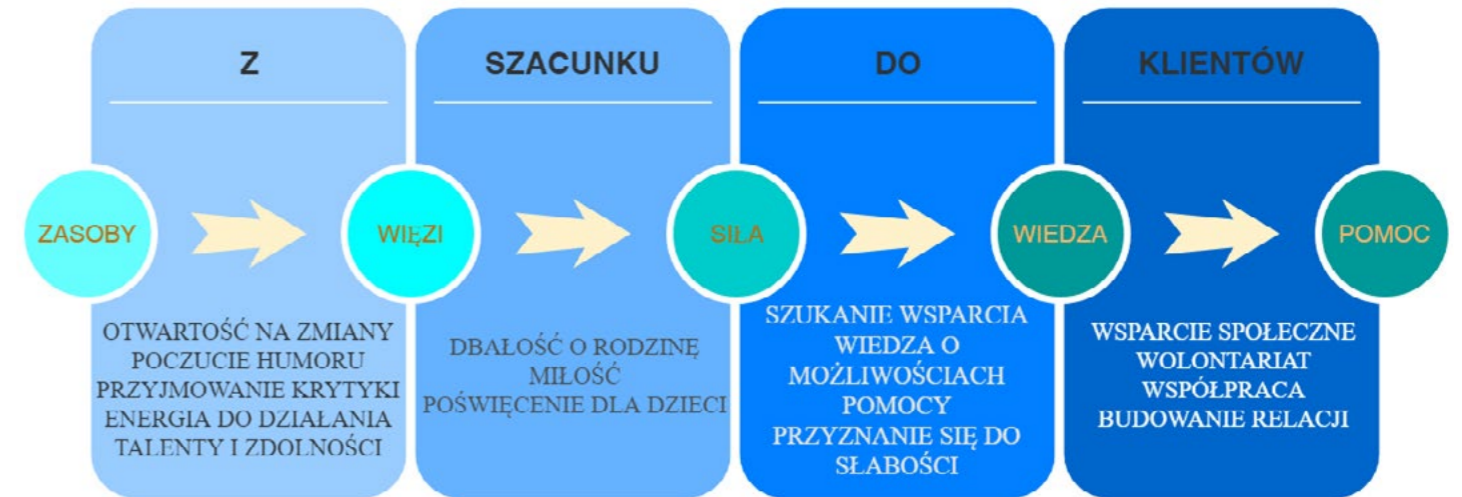 Z
SZACUNKU
DO
KLIENTÓW
ZASOBY
WIĘZI
SIŁA
WIEDZA
POMOC
OTWARTOŚĆ NA ZMIANY
POCZUCIE HUMORU
PRZYJMOWANIE KRYTYKI
ENERGIA DO DZIAŁANIA
TALENTY I ZDOLNOŚCI
DBAŁOŚĆ O RODZINĘ
MIŁOŚĆ
POŚWIĘCENIE DLA DZIECI
SZUKANIE WSPARCIA
WIEDZA O
MOŻLIWOŚCIACH
POMOCY
PRZYZNANIE SIĘ DO
SŁABOŚCI
WSPARCIE SPOŁECZNE
WOLONTARIAT
WSPÓŁPRACA
BUDOWANIE RELACJI